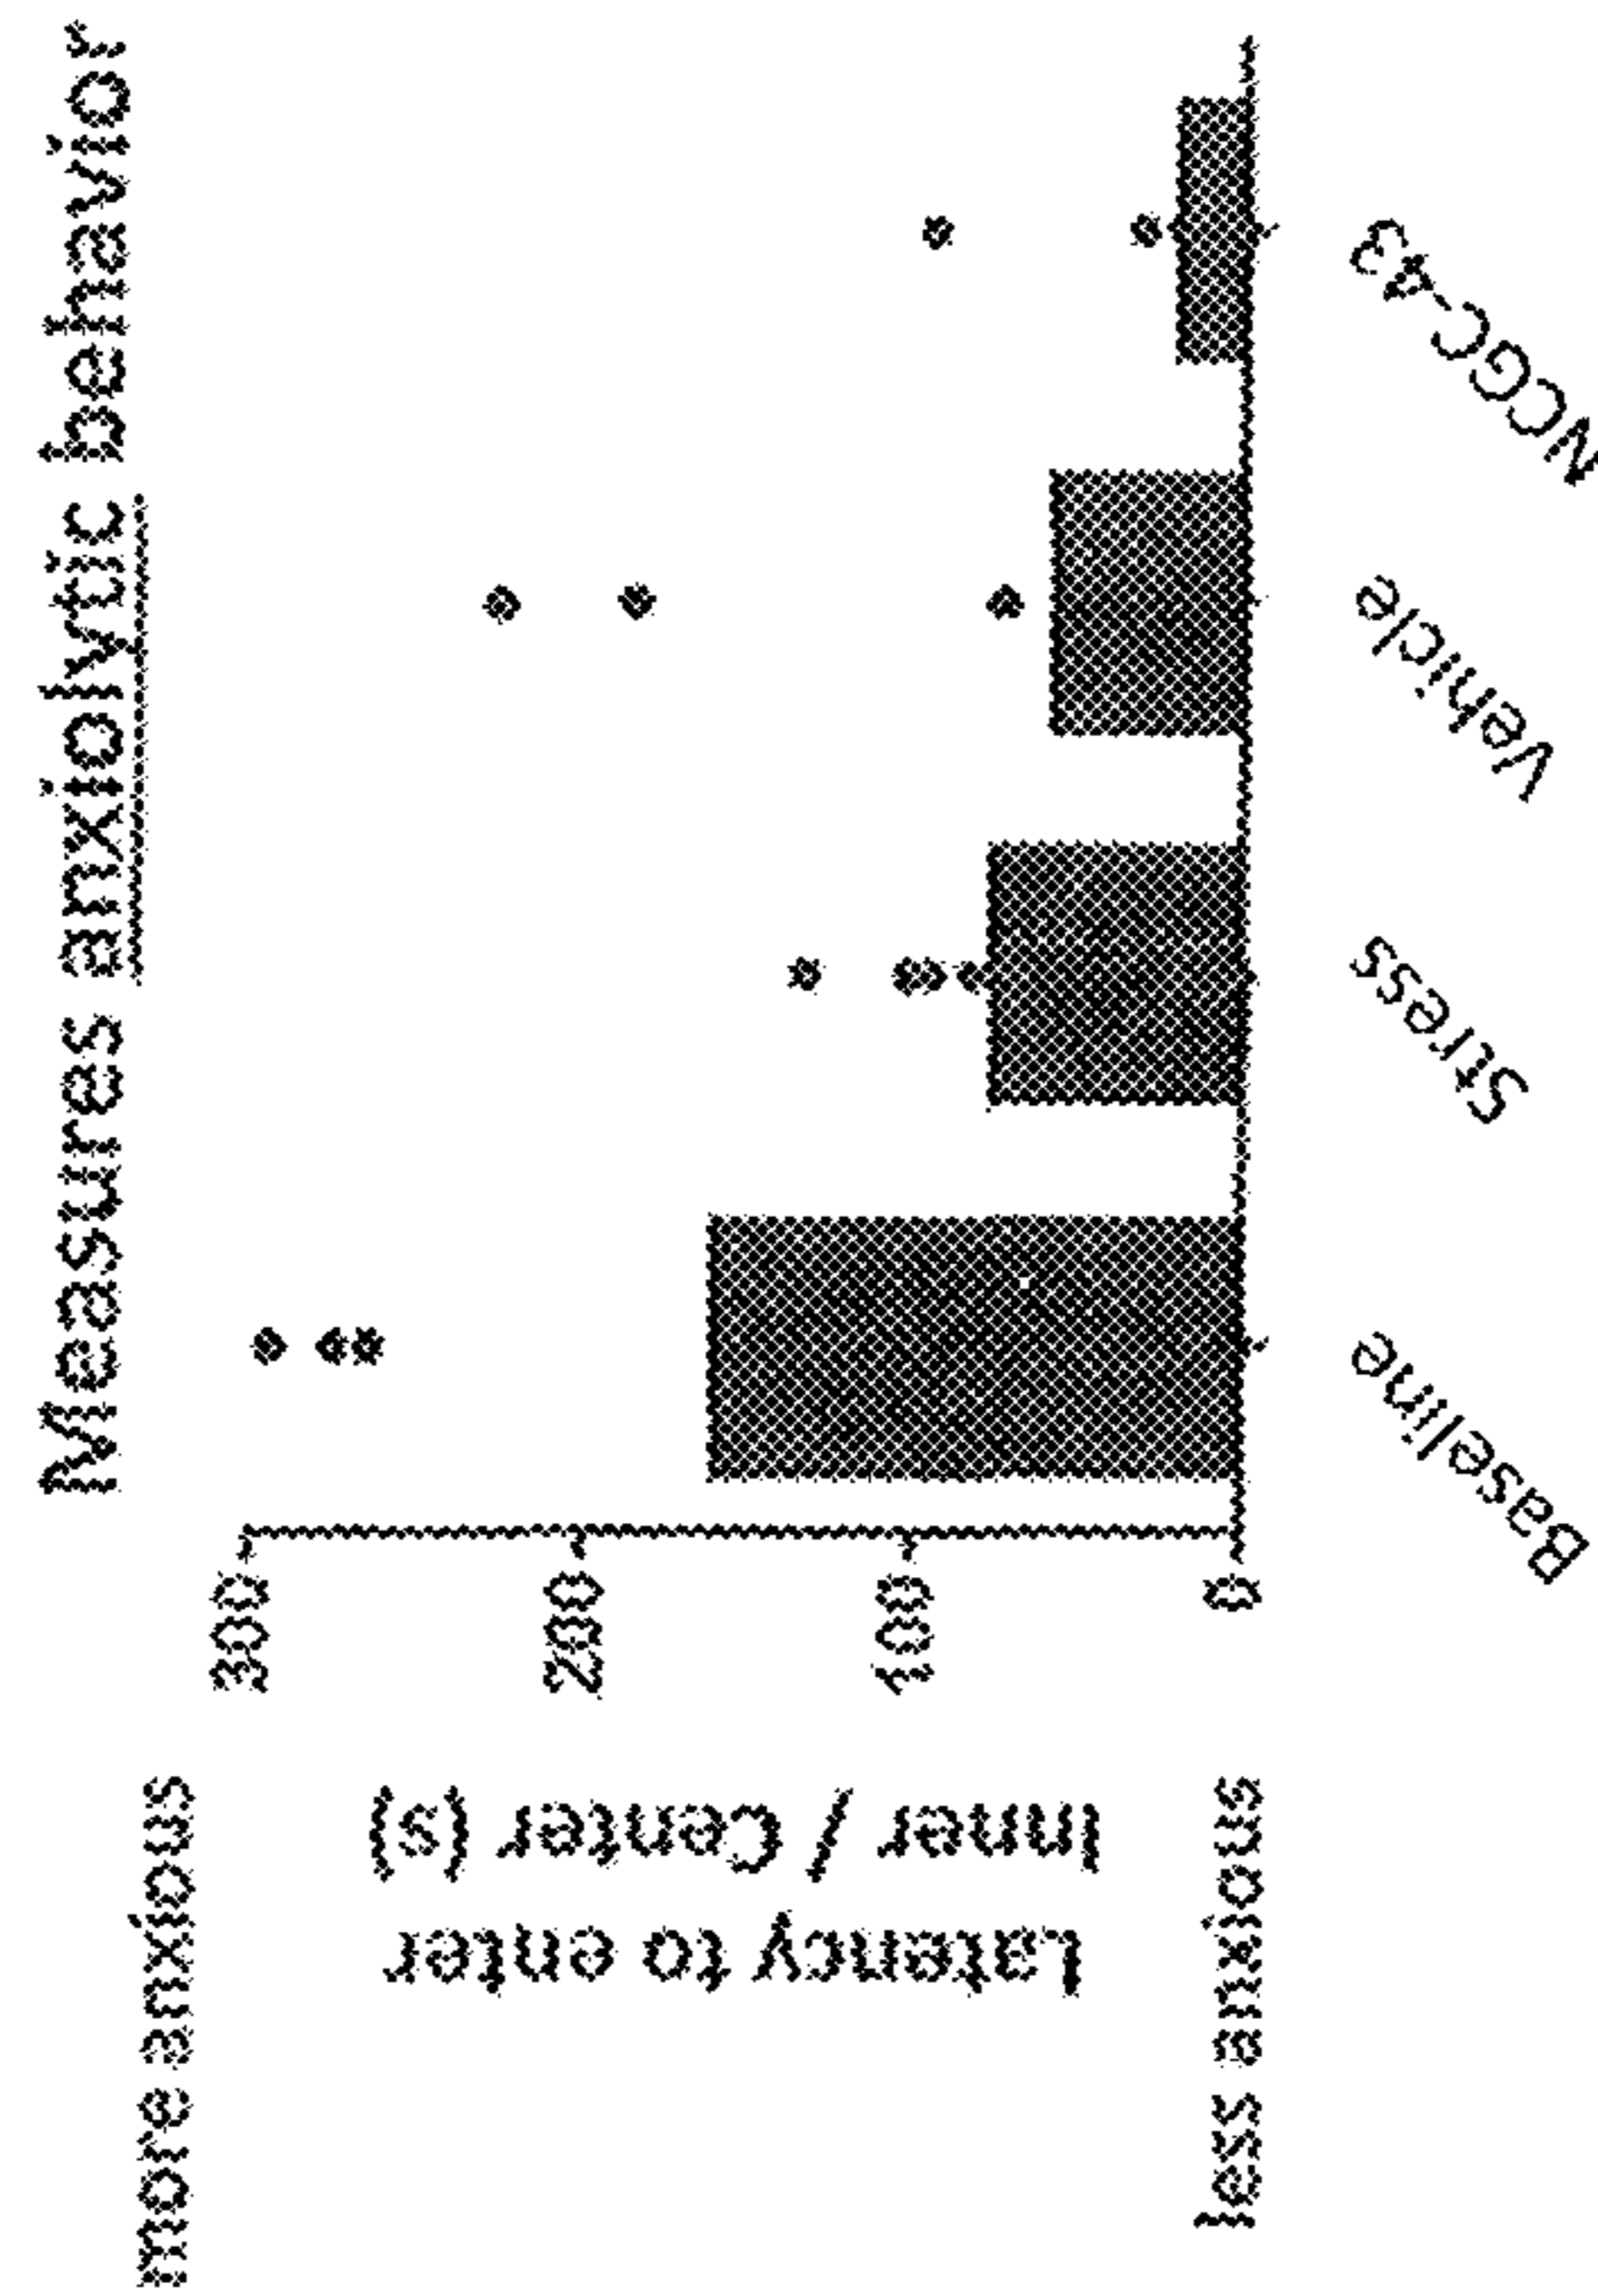 Measures anxiolytic behavior
more anxious
Latency to enter
Inner / Center (s)
less anxious
300
200
100
0
Baseline
Stress
Vehicle
NCGC-43